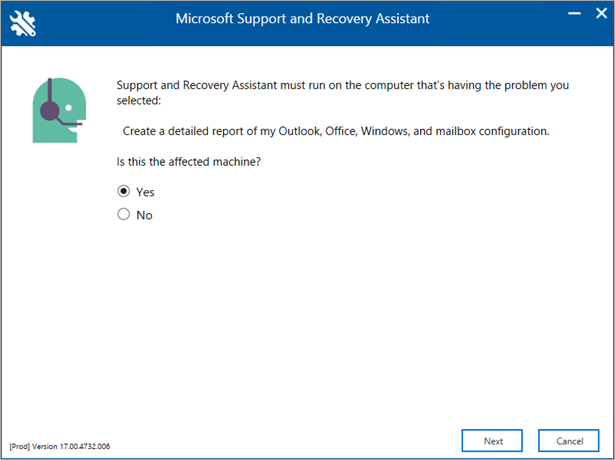 Microsoft Support and Recovery Assistant
Support and Recovery Assistant must run on the computer that's having the problem you
selected:
Create a detailed report of my Outlook, Office, Windows, and mailbox configuration.
Is this the affected machine?
Yes
No
[Prod] Version 17.00.4732.006
Next
Cancel